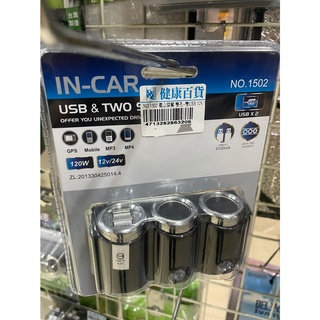 IN-CAR
NO.1502
健康百貨
4713282863206
USB & TWO
OFFER YOU UNEXPECTED
USB X 2
GPS Mobile MP3 MP4
120W 12v/24v
ZL:201330425014.4